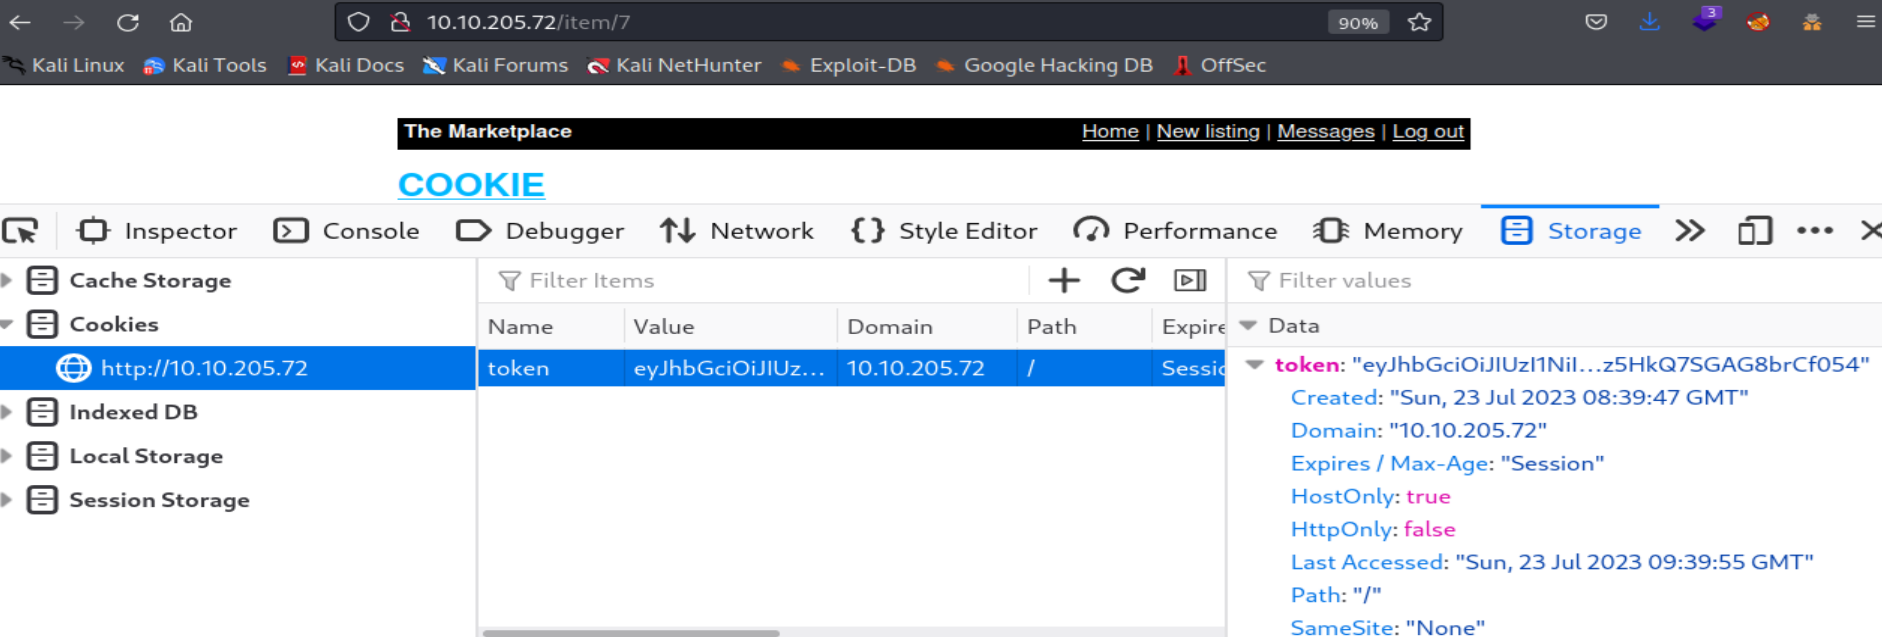 10.10.205.72/item/7 90% 3
Kali Linux Kali Tools Kali Docs Kali Forums Kali NetHunter Exploit-DB Google Hacking DB OffSec
The Marketplace Home | New listing | Messages | Log out
COOKIE
Inspector Console Debugger Network Style Editor Performance Memory Storage
Cache Storage Filter Items Filter values
Cookies Name Value Domain Path Expire Data
http://10.10.205.72 token eyJhbGciOiJIUz... 10.10.205.72 / Sessic token: "eyJhbGciOiJIUzI1NiI...z5HkQ7SGAG8brCf054"
Created: "Sun, 23 Jul 2023 08:39:47 GMT"
Indexed DB Domain: "10.10.205.72"
Local Storage Expires / Max-Age: "Session"
Session Storage HostOnly: true
HttpOnly: false
Last Accessed: "Sun, 23 Jul 2023 09:39:55 GMT"
Path: "/"
SameSite: "None"